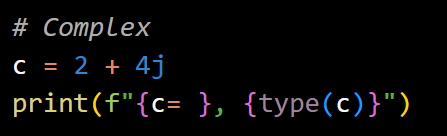 # Complex
c = 2 + 4j
print(f"{c= }, {type(c)}")